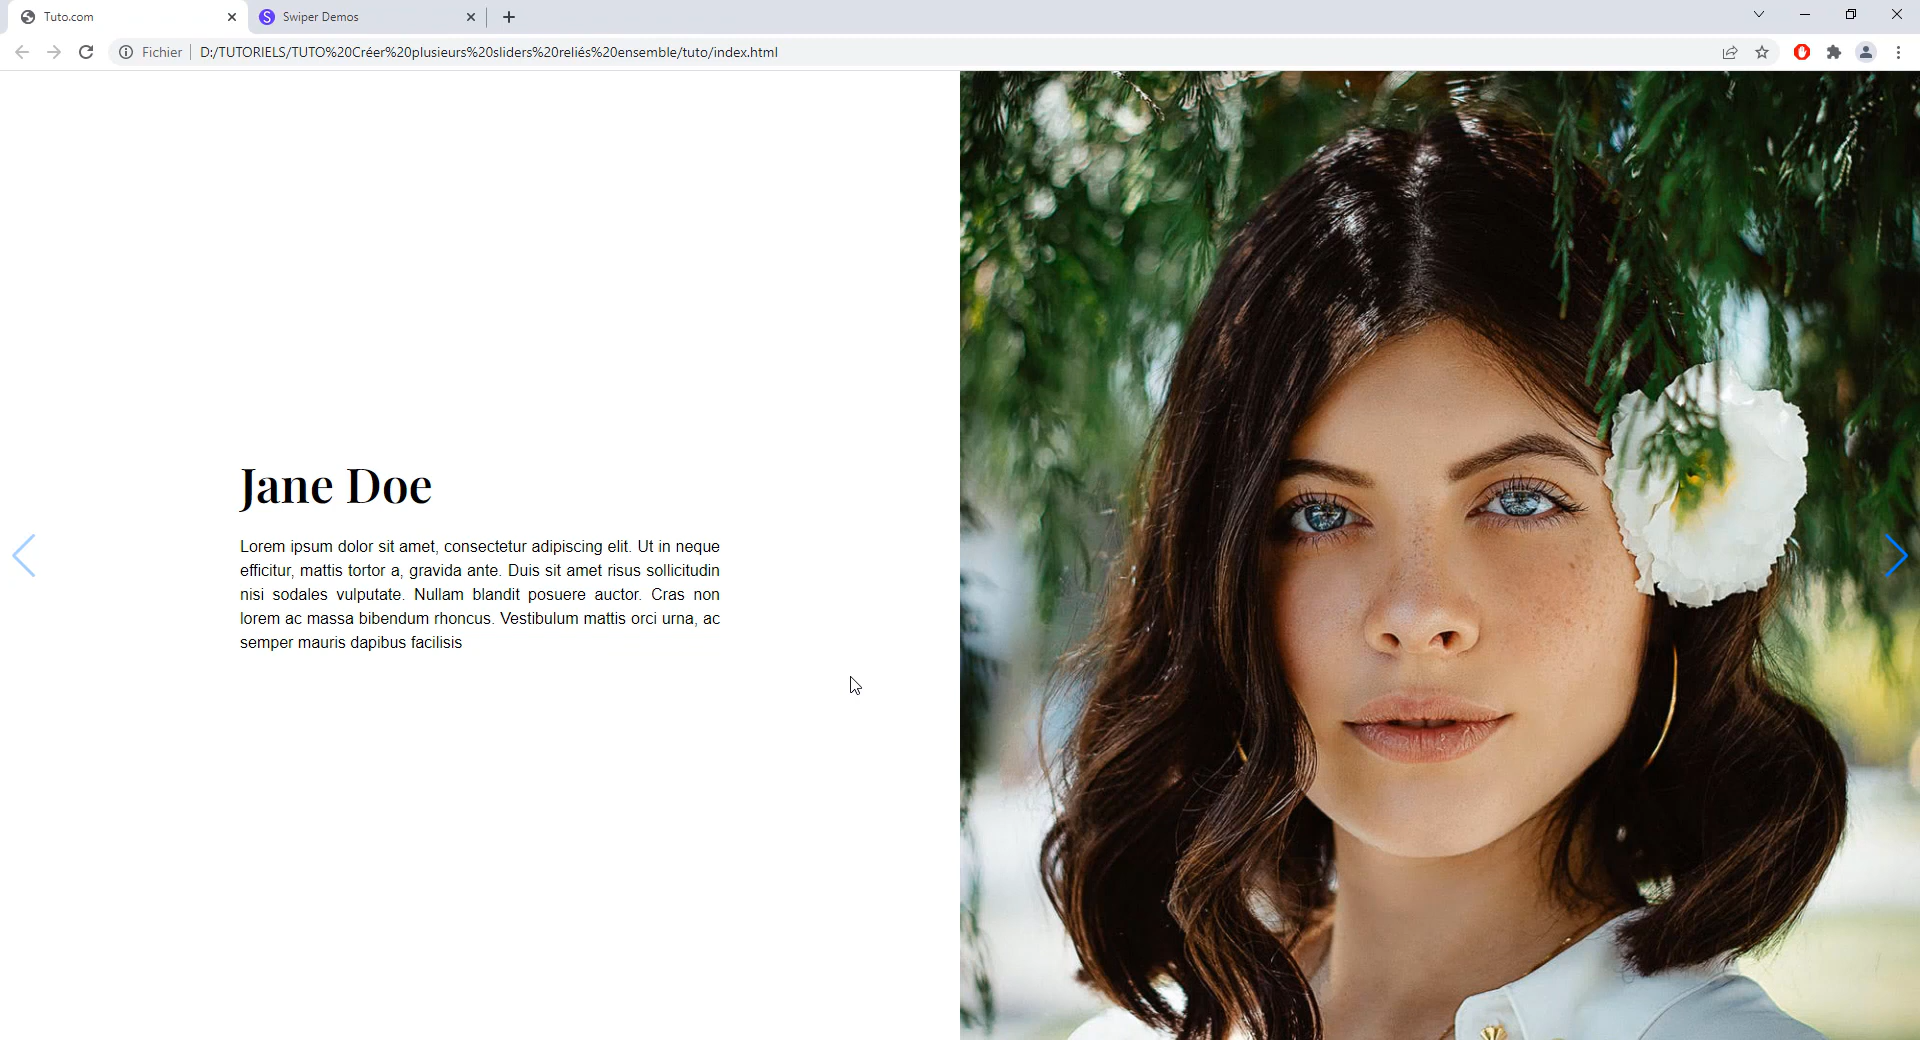 Tuto.com
Swiper Demos
Fichier
D:/TUTORIELS/TUTO%20Créer%20plusieurs%20sliders%20reliés%20ensemble/tuto/index.html
Jane Doe
Lorem ipsum dolor sit amet, consectetur adipiscing elit. Ut in neque
efficitur, mattis tortor a, gravida ante. Duis sit amet risus sollicitudin
nisi sodales vulputate. Nullam blandit posuere auctor. Cras non
lorem ac massa bibendum rhoncus. Vestibulum mattis orci urna, ac
semper mauris dapibus facilisis